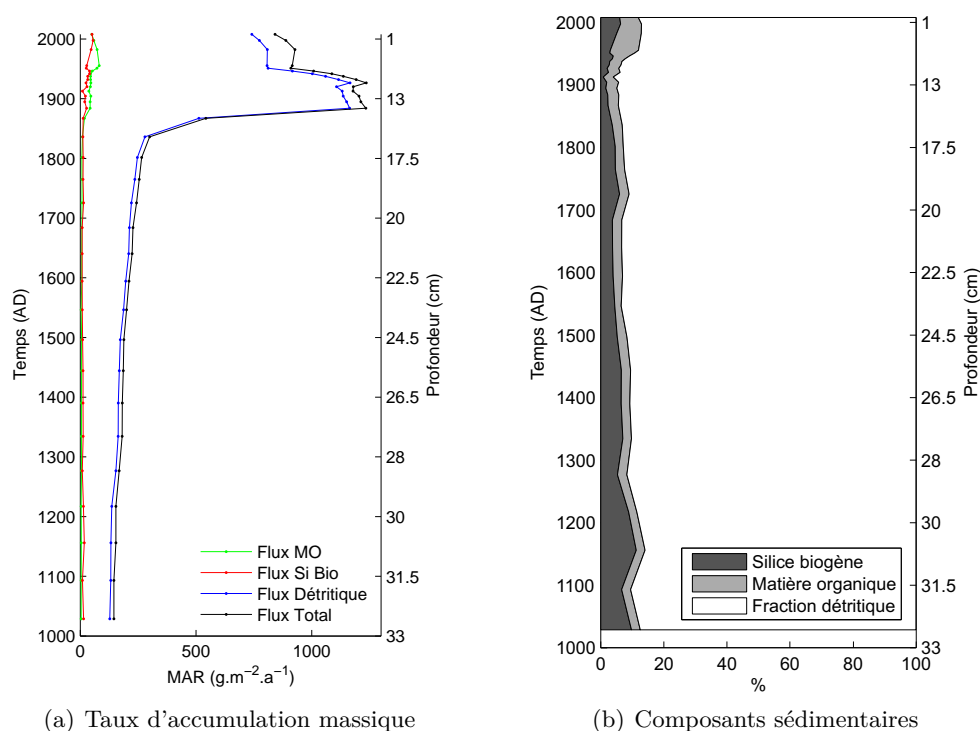 2000
1900
1800
1700
1600
1500
1400
1300
1200
1100
1000
Temps (AD)
1
13
17.5
20
22.5
24.5
26.5
28
30
31.5
33
Profondeur (cm)
Flux MO
Flux Si Bio
Flux Détritique
Flux Total
0 500 1000
MAR (g.m−2.a−1)
(a) Taux d'accumulation massique
2000
1900
1800
1700
1600
1500
1400
1300
1200
1100
1000
Temps (AD)
1
13
17.5
20
22.5
24.5
26.5
28
30
31.5
33
Profondeur (cm)
Silice biogène
Matière organique
Fraction détritique
0 20 40 60 80 100
%
(b) Composants sédimentaires